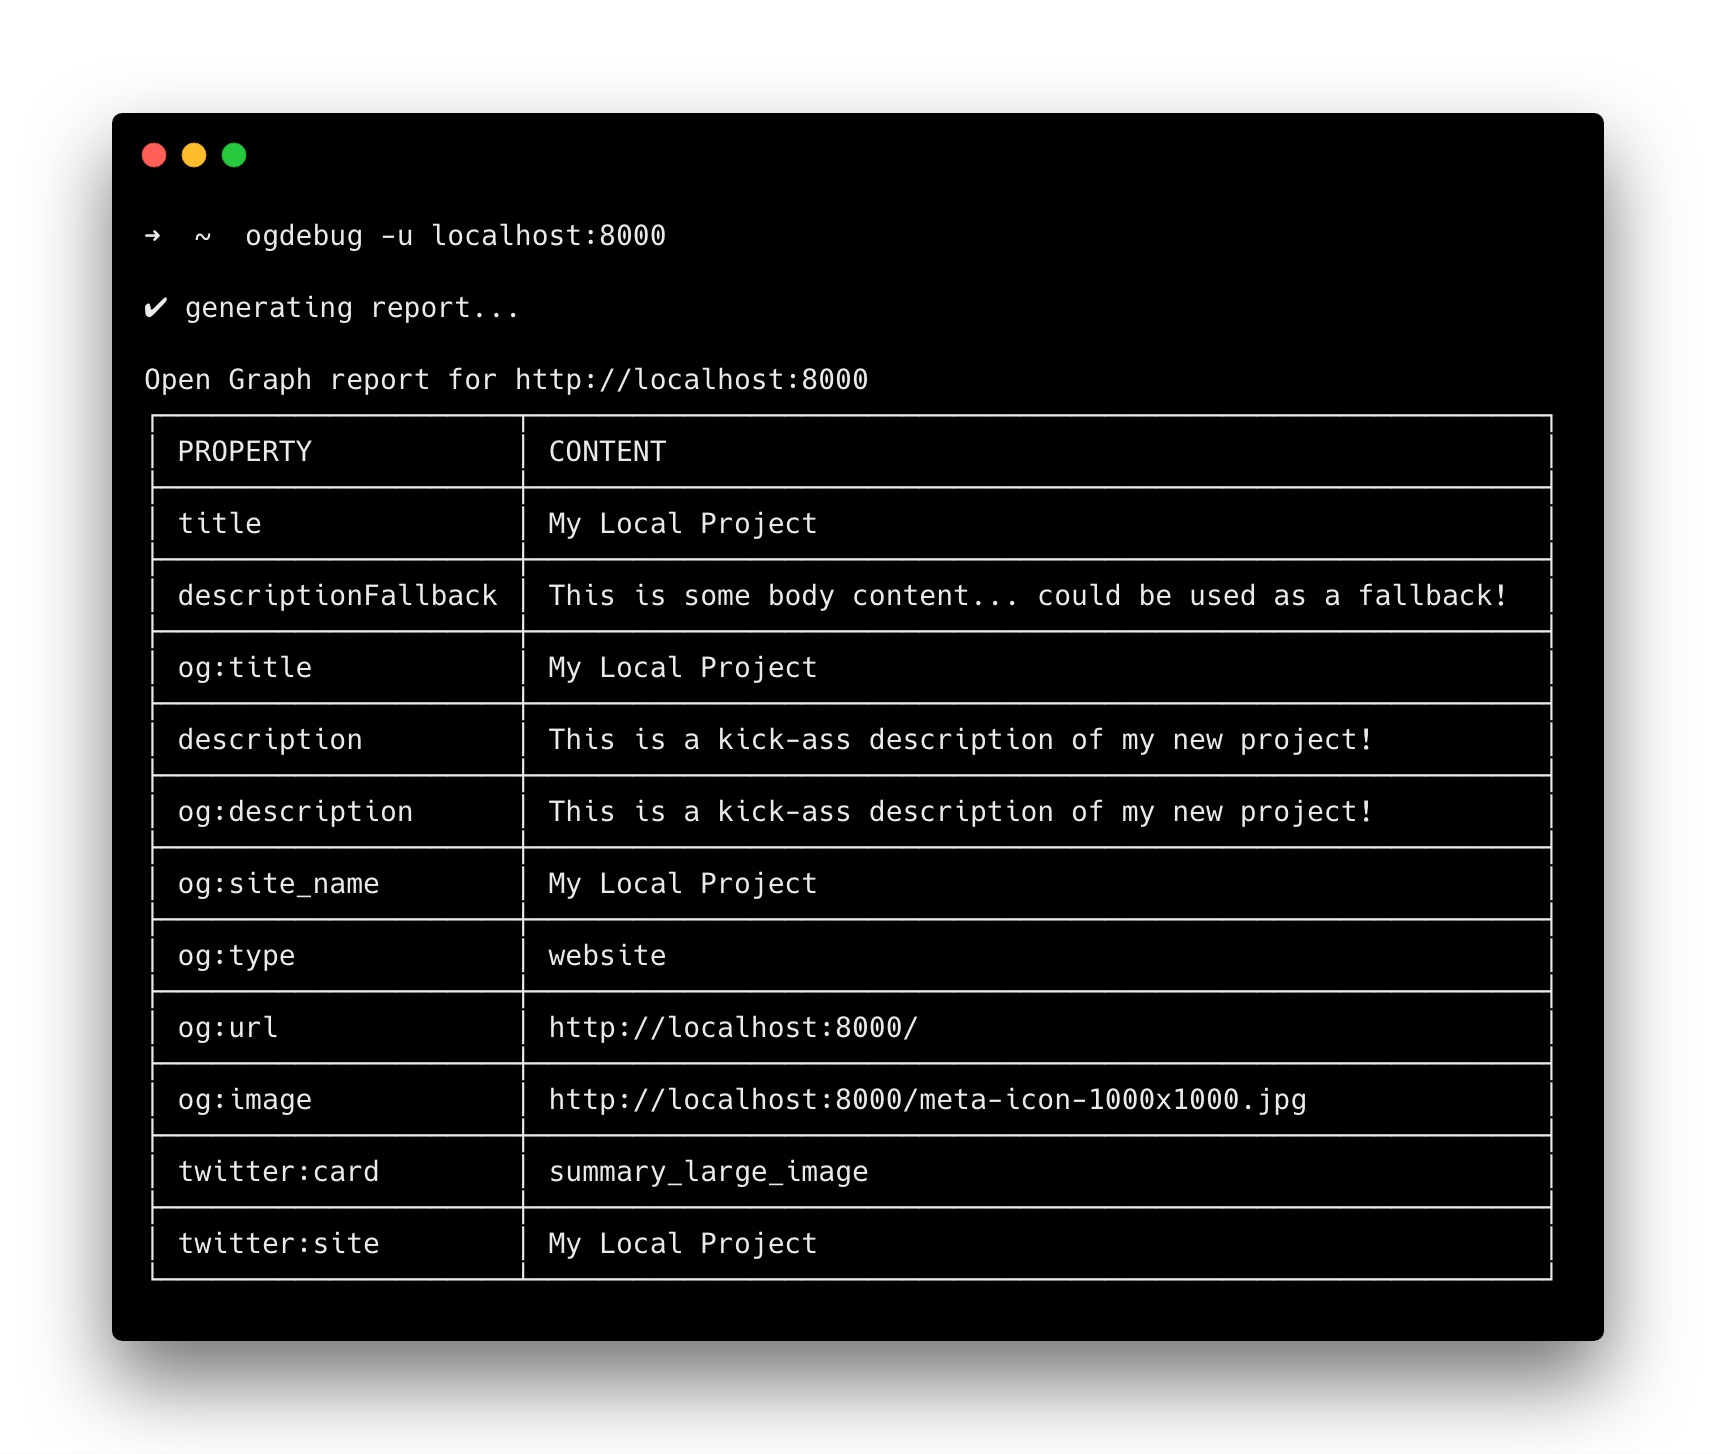 ➜  ~  ogdebug -u localhost:8000
✔ generating report...
Open Graph report for http://localhost:8000
PROPERTY CONTENT
title My Local Project
descriptionFallback This is some body content... could be used as a fallback!
og:title My Local Project
description This is a kick-ass description of my new project!
og:description This is a kick-ass description of my new project!
og:site_name My Local Project
og:type website
og:url http://localhost:8000/
og:image http://localhost:8000/meta-icon-1000x1000.jpg
twitter:card summary_large_image
twitter:site My Local Project